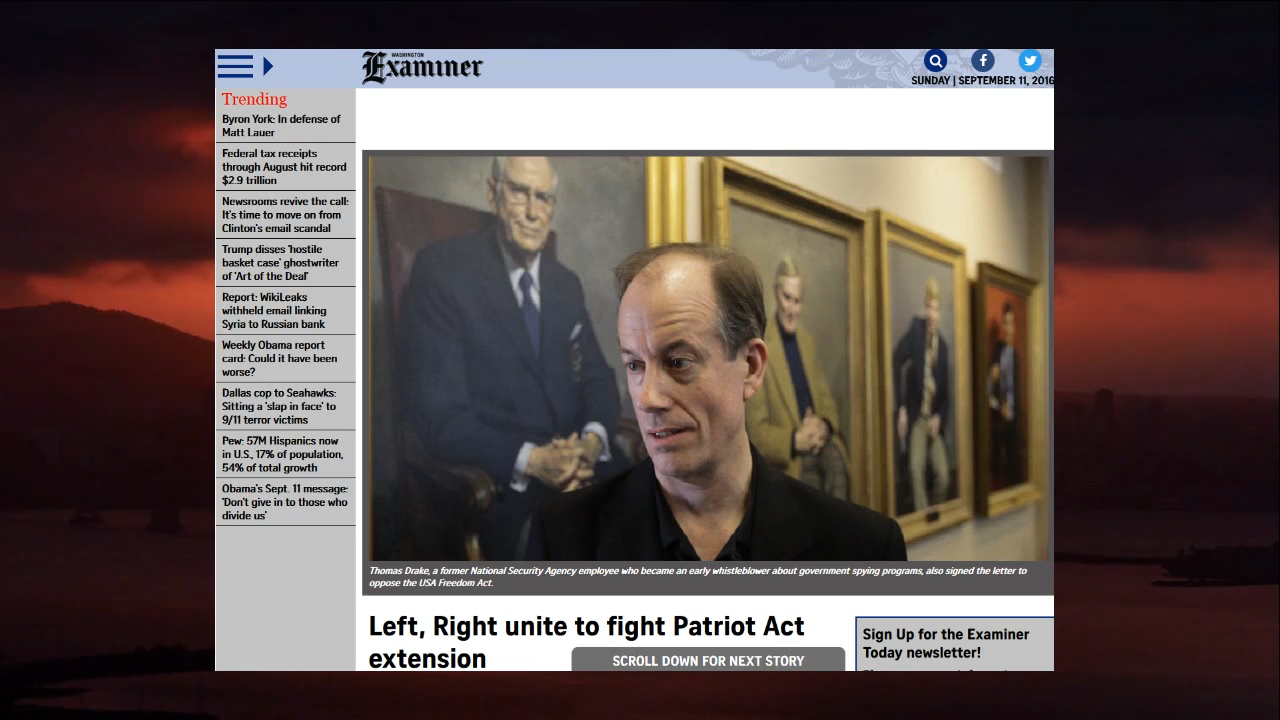 WASHINGTON
Examiner
SUNDAY | SEPTEMBER 11, 2016
Trending
Byron York: In defense of
Matt Lauer
Federal tax receipts
through August hit record
$2.9 trillion
Newsrooms revive the call:
It's time to move on from
Clinton's email scandal
Trump disses 'hostile
basket case' ghostwriter
of 'Art of the Deal'
Report: WikiLeaks
withheld email linking
Syria to Russian bank
Weekly Obama report
card: Could it have been
worse?
Dallas cop to Seahawks:
Sitting a 'slap in face' to
9/11 terror victims
Pew: 57M Hispanics now
in U.S., 17% of population,
54% of total growth
Obama's Sept. 11 message:
'Don't give in to those who
divide us'
Thomas Drake, a former National Security Agency employee who became an early whistleblower about government spying programs, also signed the letter to
oppose the USA Freedom Act.
Left, Right unite to fight Patriot Act
extension
SCROLL DOWN FOR NEXT STORY
Sign Up for the Examiner
Today newsletter!